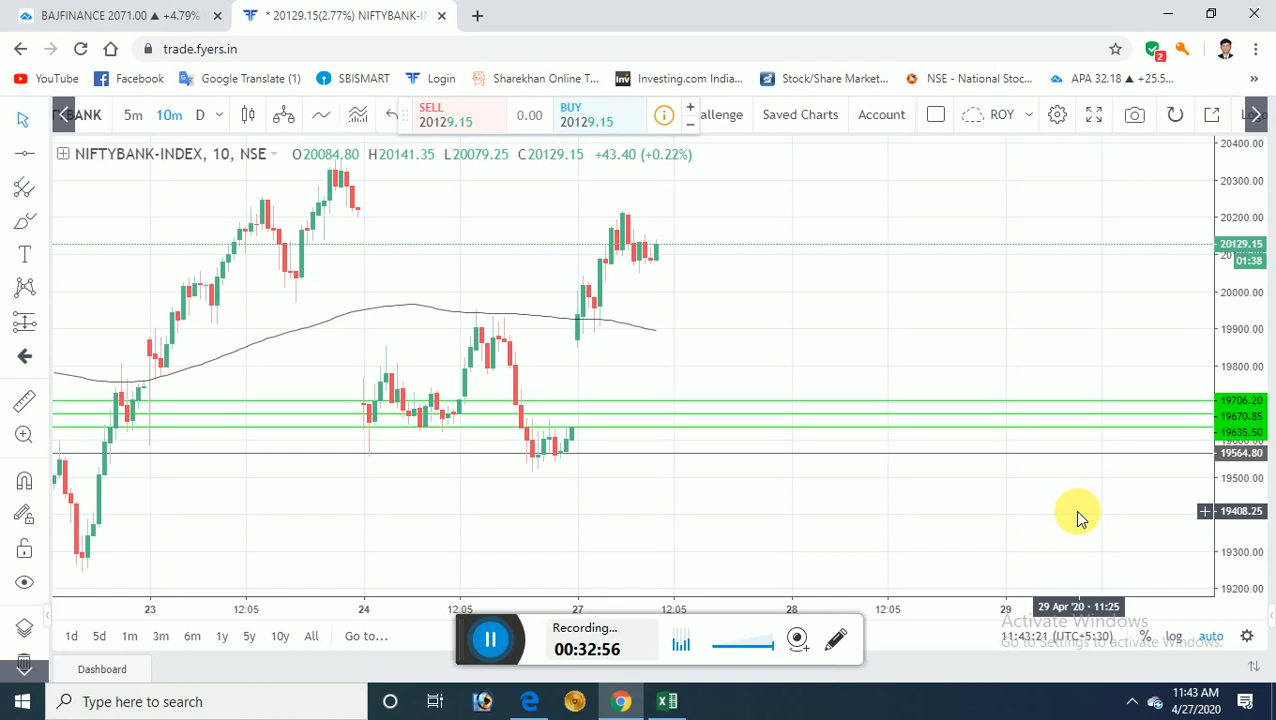 BAJFINANCE 2071.00 ▲ +4.79%
* 20129.15(2.77%) NIFTYBANK-IN
trade.fyers.in
2
YouTube
Facebook
Google Translate (1)
SBISMART
Login
Sharekhan Online T...
Investing.com Indian...
Stock/Share Market...
NSE - National Stoc...
APA 32.18 ▲ +25.5...
»
BANK
5m
10m
D
SELL
20129.15
0.00
BUY
20129.15
allenge
Saved Charts
Account
ROY
NIFTYBANK-INDEX, 10, NSE
O20084.80 H20141.35 L20079.25 C20129.15 +43.40 (+0.22%)
20400.00
20300.00
20200.00
20129.15
01:38
20000.00
19900.00
19800.00
19706.20
19670.85
19635.50
19564.80
19500.00
19408.25
19300.00
19200.00
23
12:05
24
12:05
27
12:05
28
12:05
29
29 Apr '20 • 11:25
1d
5d
1m
3m
6m
1y
5y
10y
All
Go to...
Recording...
00:32:56
Activate Windows
Go to Settings to activate Windows.
11:43:21 (UTC+5:30)
%
log
auto
Dashboard
Type here to search
11:43 AM
4/27/2020